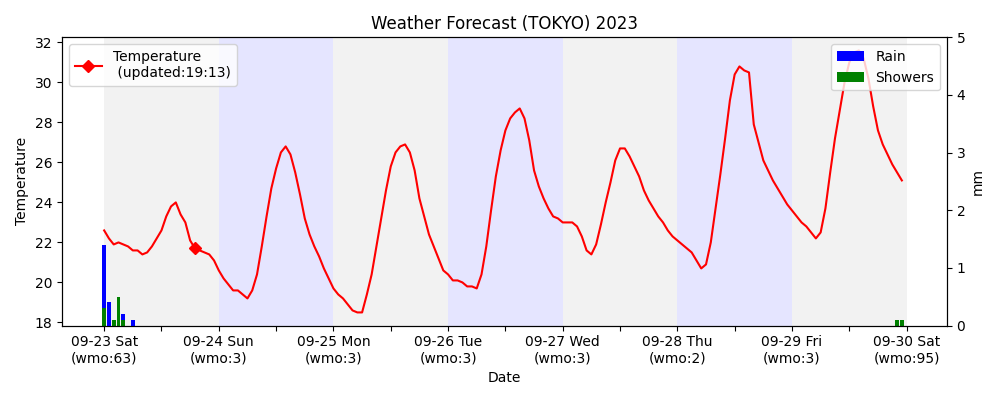 Weather Forecast (TOKYO) 2023
Temperature
(updated:19:13)
Rain
Showers
32
30
28
26
24
22
20
18
Temperature
5
4
3
2
1
0
mm
09-23 Sat
(wmo:63)
09-24 Sun
(wmo:3)
09-25 Mon
(wmo:3)
09-26 Tue
(wmo:3)
09-27 Wed
(wmo:3)
09-28 Thu
(wmo:2)
09-29 Fri
(wmo:3)
09-30 Sat
(wmo:95)
Date